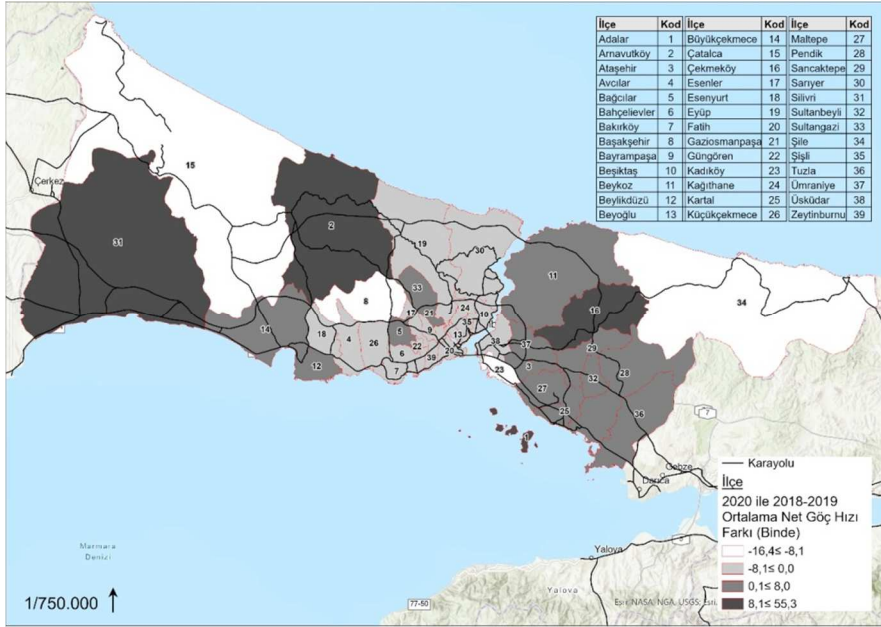 İlçe Kod İlçe Kod İlçe Kod
Adalar 1 Büyükçekmece 14 Maltepe 27
Arnavutköy 2 Çatalca 15 Pendik 28
Ataşehir 3 Çekmeköy 16 Sancaktepe 29
Avcılar 4 Esenler 17 Sarıyer 30
Bağcılar 5 Esenyurt 18 Silivri 31
Bahçelievler 6 Eyüp 19 Sultanbeyli 32
Bakırköy 7 Fatih 20 Sultangazi 33
Başakşehir 8 Gaziosmanpaşa 21 Şile 34
Bayrampaşa 9 Güngören 22 Şişli 35
Beşiktaş 10 Kadıköy 23 Tuzla 36
Beykoz 11 Kağıthane 24 Ümraniye 37
Beylikdüzü 12 Kartal 25 Üsküdar 38
Beyoğlu 13 Küçükçekmece 26 Zeytinburnu 39
15
Çerkez
31
2
19
30
11
33
8
16
34
17
21
24
10
35
14
18
4
26
5
9
13
22
6
39
20
7
12
38
37
3
29
23
27
32
28
25
36
1
7
Gebze
Darıca
Yalova
Yalova
Marmara
Denizi
77-50
1/750.000
Esri, NASA, NGA, USGS, Esri,
Karayolu
İlçe
2020 ile 2018-2019
Ortalama Net Göç Hızı
Farkı (Binde)
-16,4≤ -8,1
-8,1≤ 0,0
0,1≤ 8,0
8,1≤ 55,3